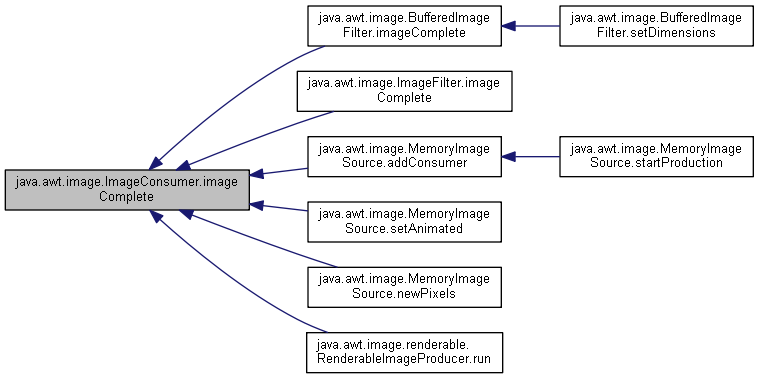 java.awt.image.BufferedImage
Filter.imageComplete
java.awt.image.BufferedImage
Filter.setDimensions
java.awt.image.ImageFilter.image
Complete
java.awt.image.MemoryImage
Source.addConsumer
java.awt.image.MemoryImage
Source.startProduction
java.awt.image.ImageConsumer.image
Complete
java.awt.image.MemoryImage
Source.setAnimated
java.awt.image.MemoryImage
Source.newPixels
java.awt.image.renderable.
RenderableImageProducer.run